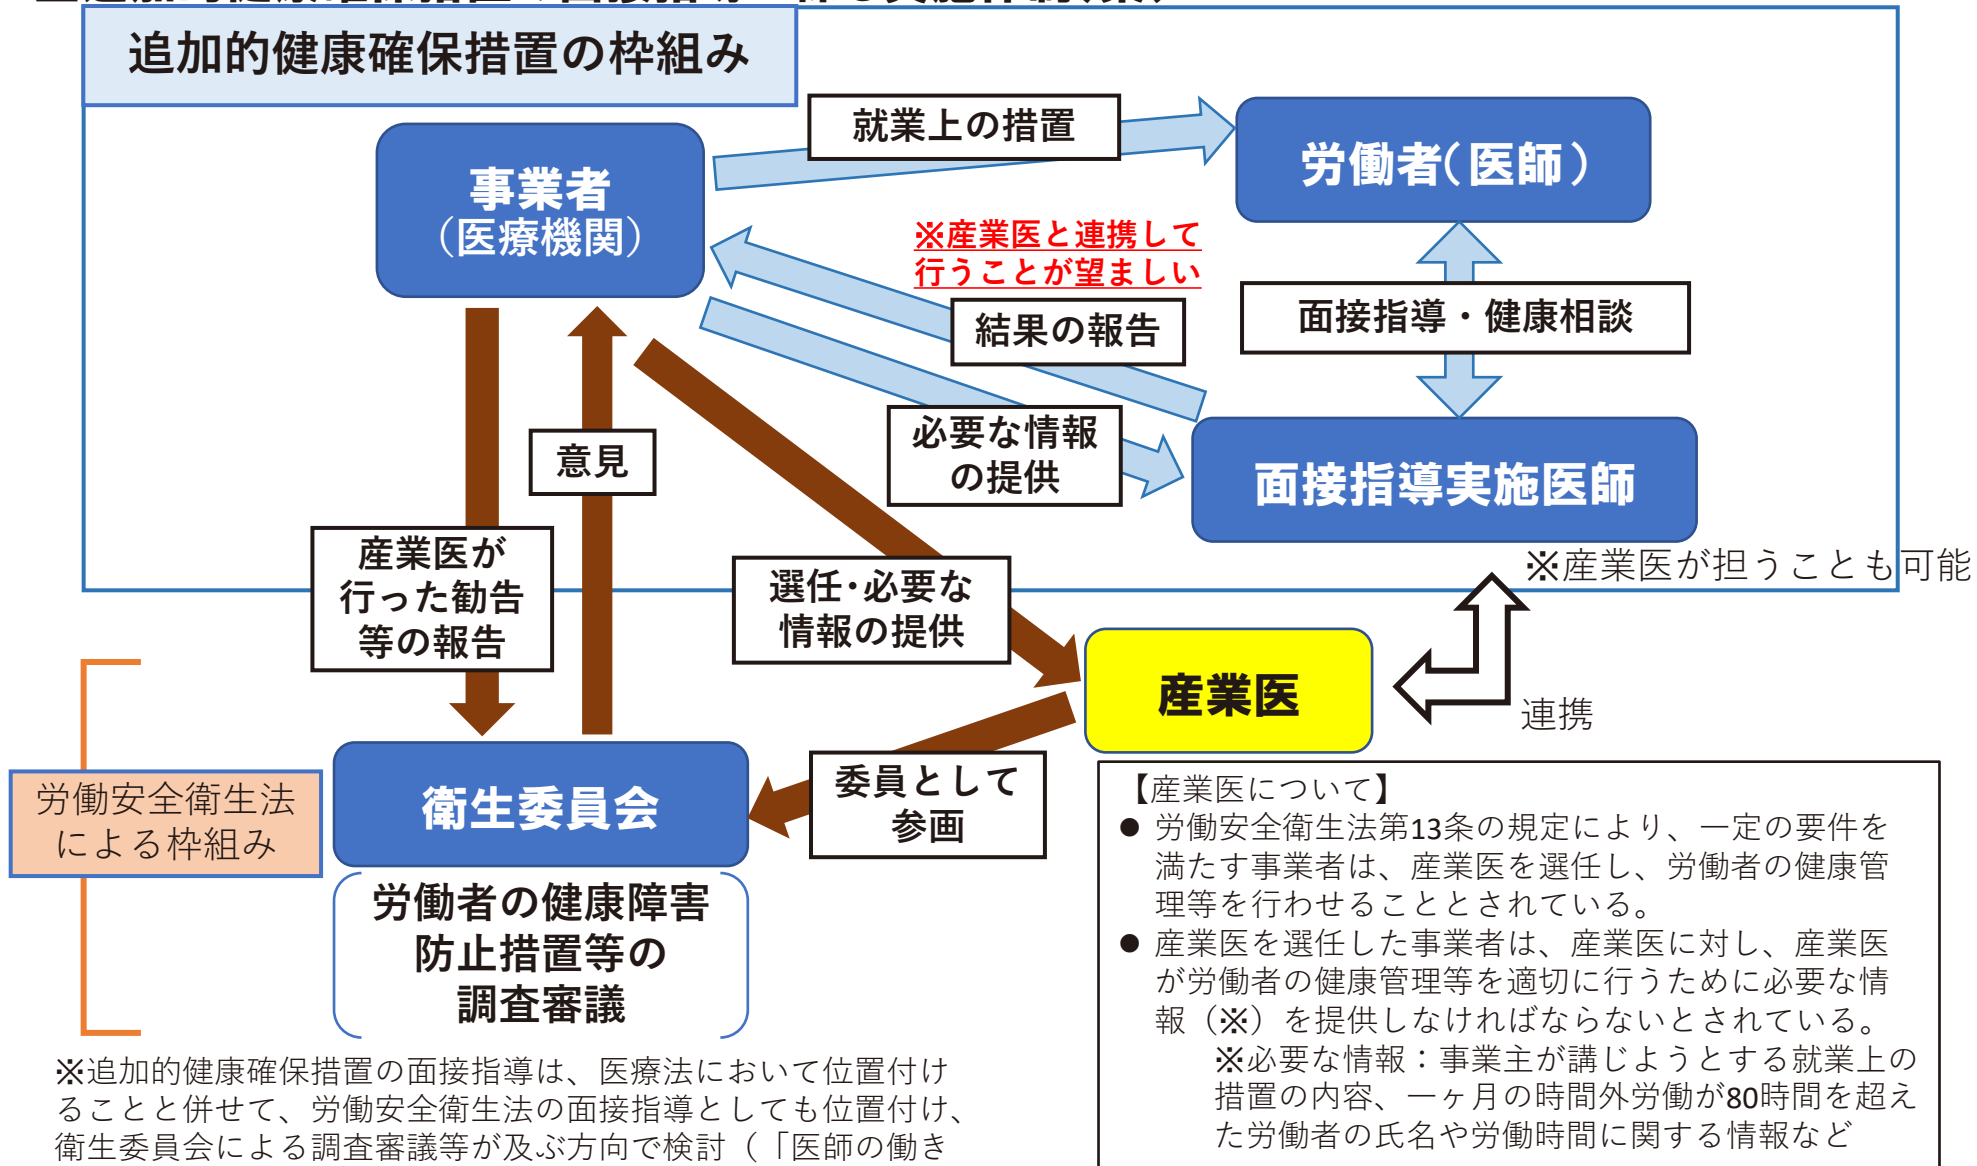 追加的健康確保措置の枠組み
就業上の措置
事業者
（医療機関）
労働者（医師）
※産業医と連携して
行うことが望ましい
結果の報告
面接指導・健康相談
必要な情報
の提供
意見
面接指導実施医師
※産業医が担うことも可能
産業医が
行った勧告
等の報告
選任・必要な
情報の提供
産業医
連携
労働安全衛生法
による枠組み
衛生委員会
委員として
参画
労働者の健康障害
防止措置等の
調査審議
【産業医について】
● 労働安全衛生法第13条の規定により、一定の要件を
満たす事業者は、産業医を選任し、労働者の健康管
理等を行わせることとされている。
● 産業医を選任した事業者は、産業医に対し、産業医
が労働者の健康管理等を適切に行うために必要な情
報（※）を提供しなければならないとされている。
※必要な情報：事業主が講じようとする就業上の
措置の内容、一ヶ月の時間外労働が80時間を超え
た労働者の氏名や労働時間に関する情報など
※追加的健康確保措置の面接指導は、医療法において位置付け
ることと併せて、労働安全衛生法の面接指導としても位置付け、
衛生委員会による調査審議等が及ぶ方向で検討（「医師の働き